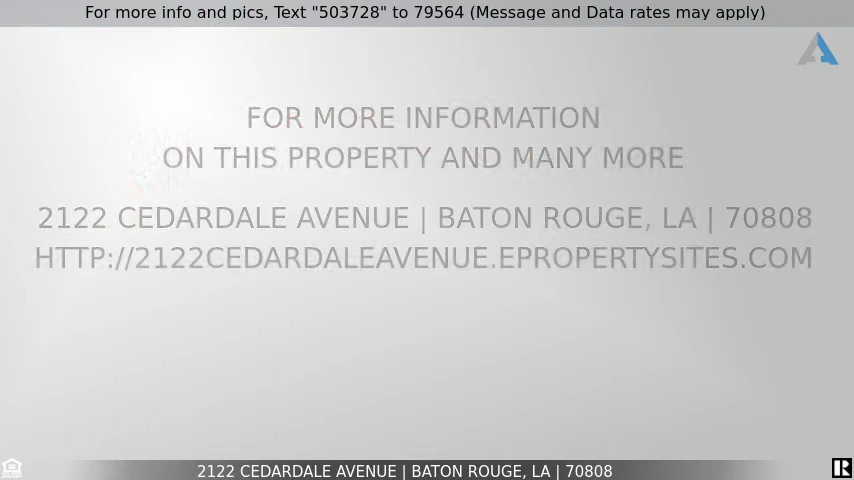 For more info and pics, Text "503728" to 79564 (Message and Data rates may apply)
FOR MORE INFORMATION
ON THIS PROPERTY AND MANY MORE
2122 CEDARDALE AVENUE | BATON ROUGE, LA | 70808
HTTP://2122CEDARDALEAVENUE.EPROPERTYSITES.COM
2122 CEDARDALE AVENUE | BATON ROUGE, LA | 70808